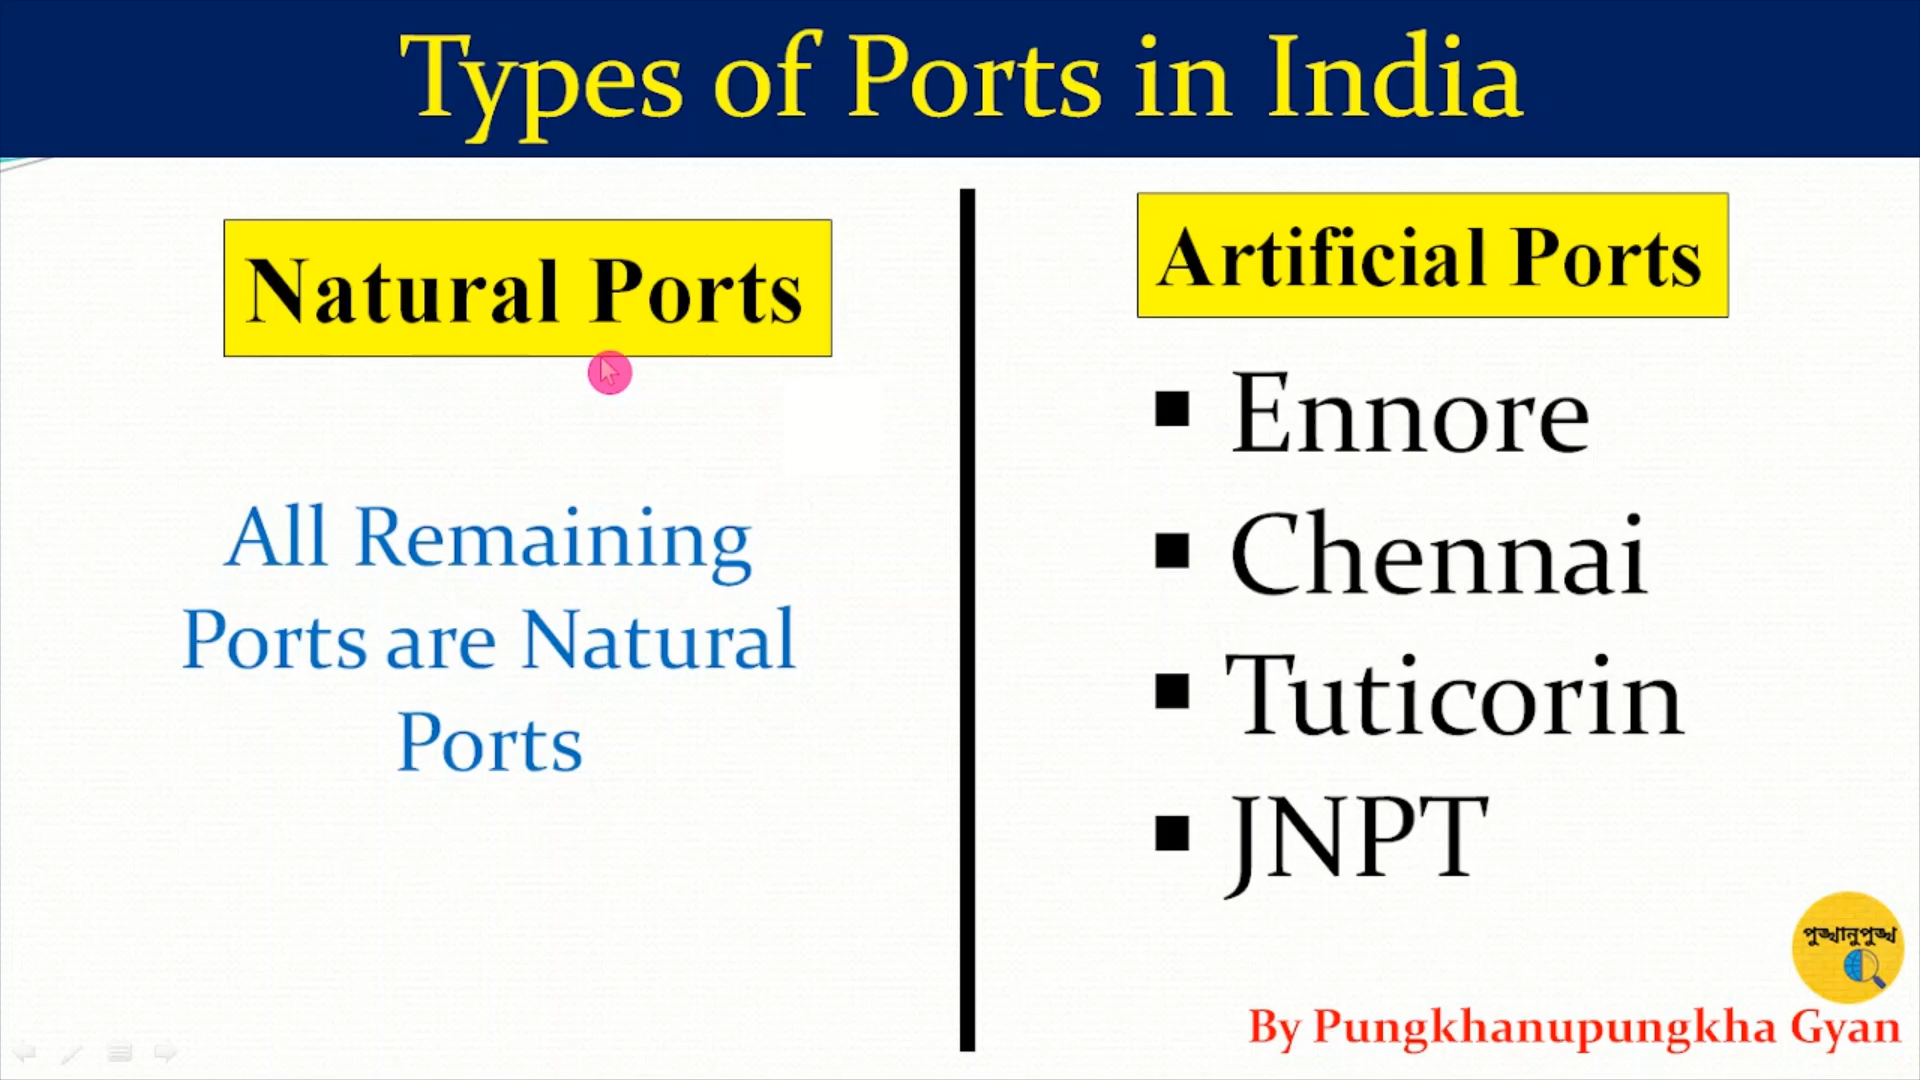 Types of Ports in India
Natural Ports
All Remaining
Ports are Natural
Ports
Artificial Ports
▪ Ennore
▪ Chennai
▪ Tuticorin
▪ JNPT
পুঙ্খানুপুঙ্খ
By Pungkhanupungkha Gyan